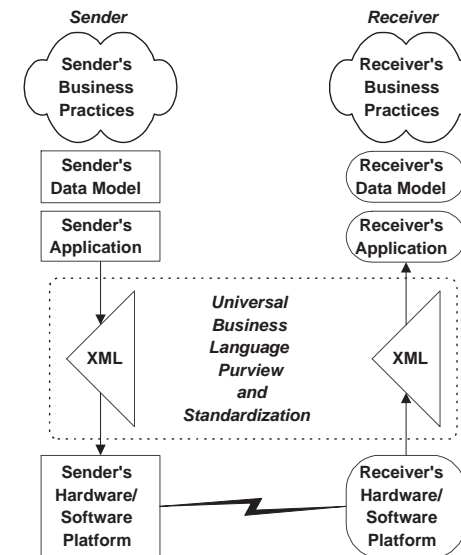 Sender
Receiver
Sender's
Business
Practices
Receiver's
Business
Practices
Sender's
Data Model
Receiver's
Data Model
Sender's
Application
Receiver's
Application
XML
Universal
Business
Language
Purview
and
Standardization
XML
Sender's
Hardware/
Software
Platform
Receiver's
Hardware/
Software
Platform